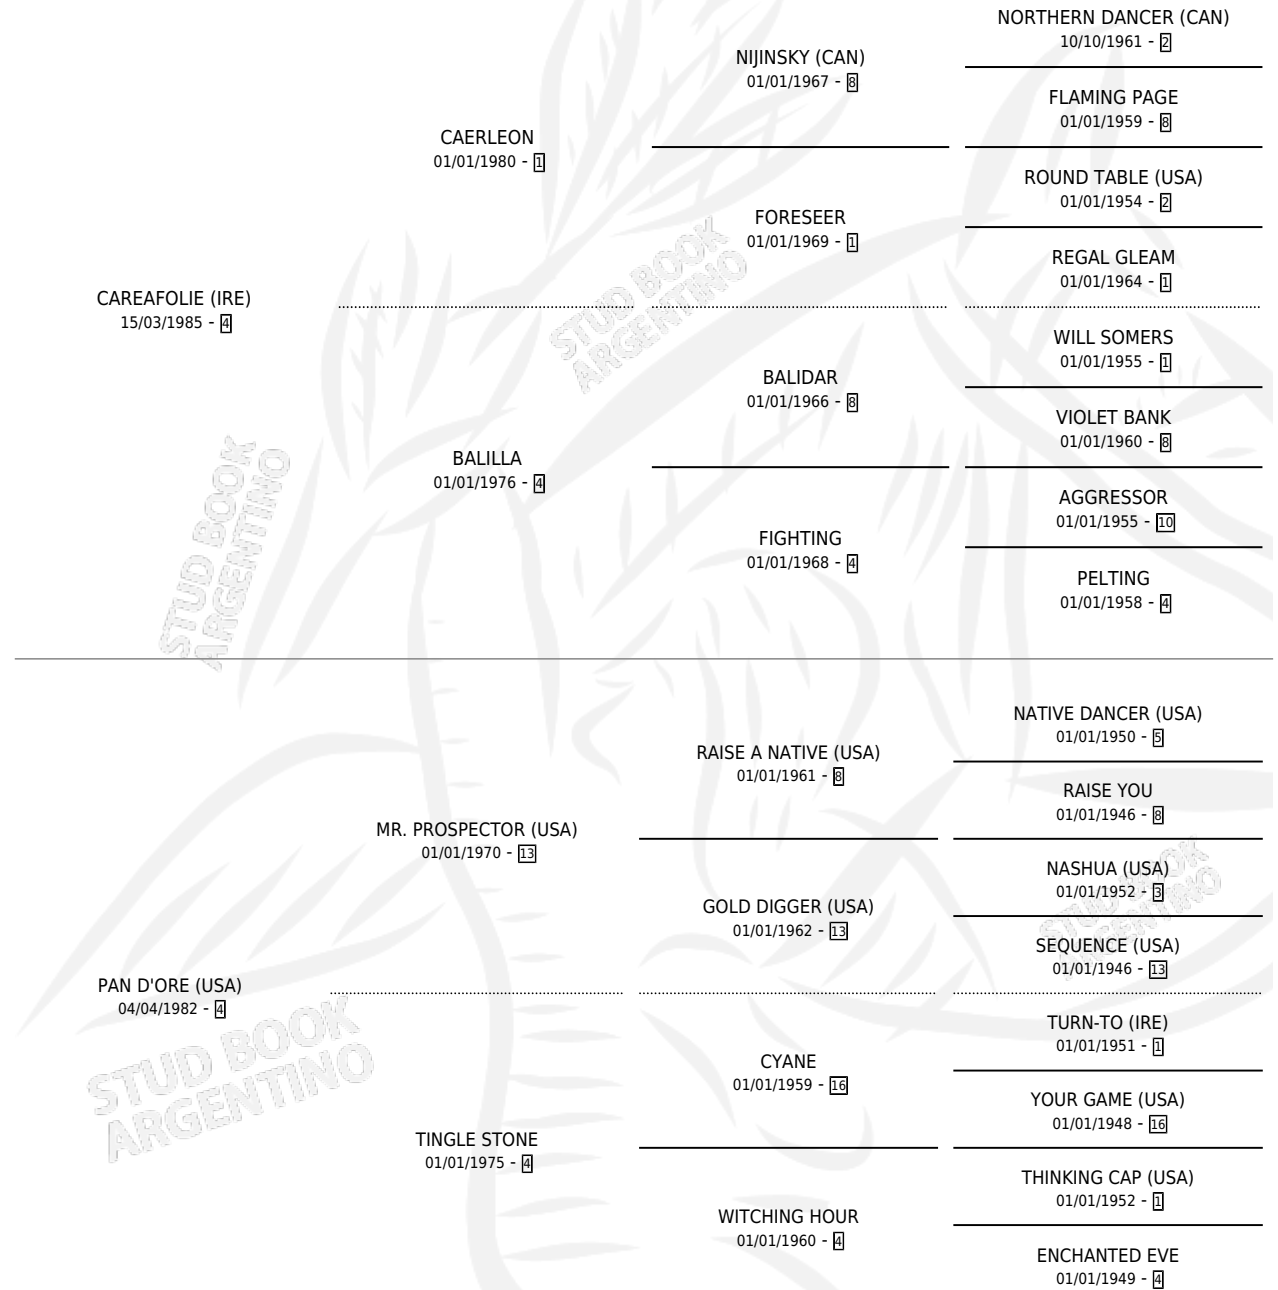 NORTHERN DANCER (CAN)
10/10/1961 - 2
NIJINSKY (CAN)
01/01/1967 - 8
FLAMING PAGE
01/01/1959 - 8
CAERLEON
01/01/1980 - 1
ROUND TABLE (USA)
01/01/1954 - 2
FORESEER
01/01/1969 - 1
REGAL GLEAM
01/01/1964 - 1
CAREAFOLIE (IRE)
15/03/1985 - 4
WILL SOMERS
01/01/1955 - 1
BALIDAR
01/01/1966 - 8
VIOLET BANK
01/01/1960 - 8
BALILLA
01/01/1976 - 4
AGGRESSOR
01/01/1955 - 10
FIGHTING
01/01/1968 - 4
PELTING
01/01/1958 - 4
STUD BOOK
ARGENTINO
STUD BOOK
ARGENTINO
NATIVE DANCER (USA)
01/01/1950 - 5
RAISE A NATIVE (USA)
01/01/1961 - 8
RAISE YOU
01/01/1946 - 8
MR. PROSPECTOR (USA)
01/01/1970 - 13
NASHUA (USA)
01/01/1952 - 3
GOLD DIGGER (USA)
01/01/1962 - 13
SEQUENCE (USA)
01/01/1946 - 13
PAN D'ORE (USA)
04/04/1982 - 4
TURN-TO (IRE)
01/01/1951 - 1
CYANE
01/01/1959 - 16
YOUR GAME (USA)
01/01/1948 - 16
TINGLE STONE
01/01/1975 - 4
THINKING CAP (USA)
01/01/1952 - 1
WITCHING HOUR
01/01/1960 - 4
ENCHANTED EVE
01/01/1949 - 4
STUD BOOK
ARGENTINO
STUD BOOK
ARGENTINO